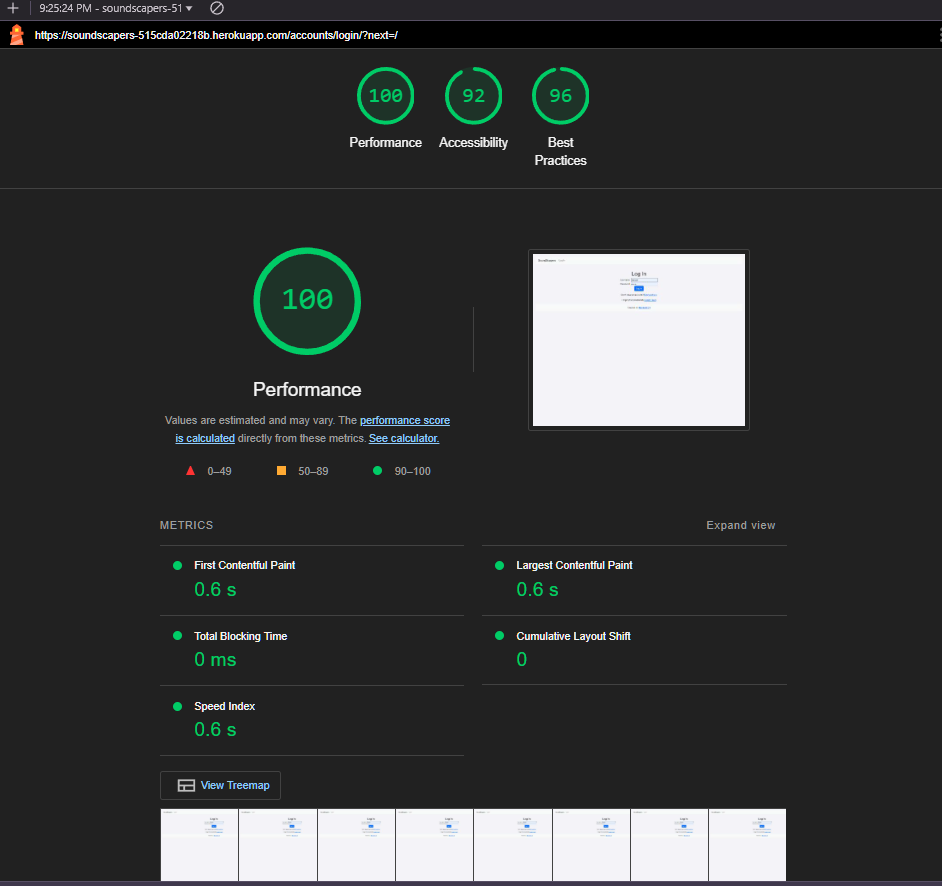 9:25:24 PM - soundscapers-51
https://soundscapers-515cda02218b.herokuapp.com/accounts/login/?next=/
100
92
96
Performance
Accessibility
Best
Practices
100
Performance
Values are estimated and may vary. The performance score
is calculated directly from these metrics. See calculator.
0–49
50–89
90–100
Log In
METRICS
Expand view
First Contentful Paint
0.6 s
Largest Contentful Paint
0.6 s
Total Blocking Time
0 ms
Cumulative Layout Shift
0
Speed Index
0.6 s
View Treemap